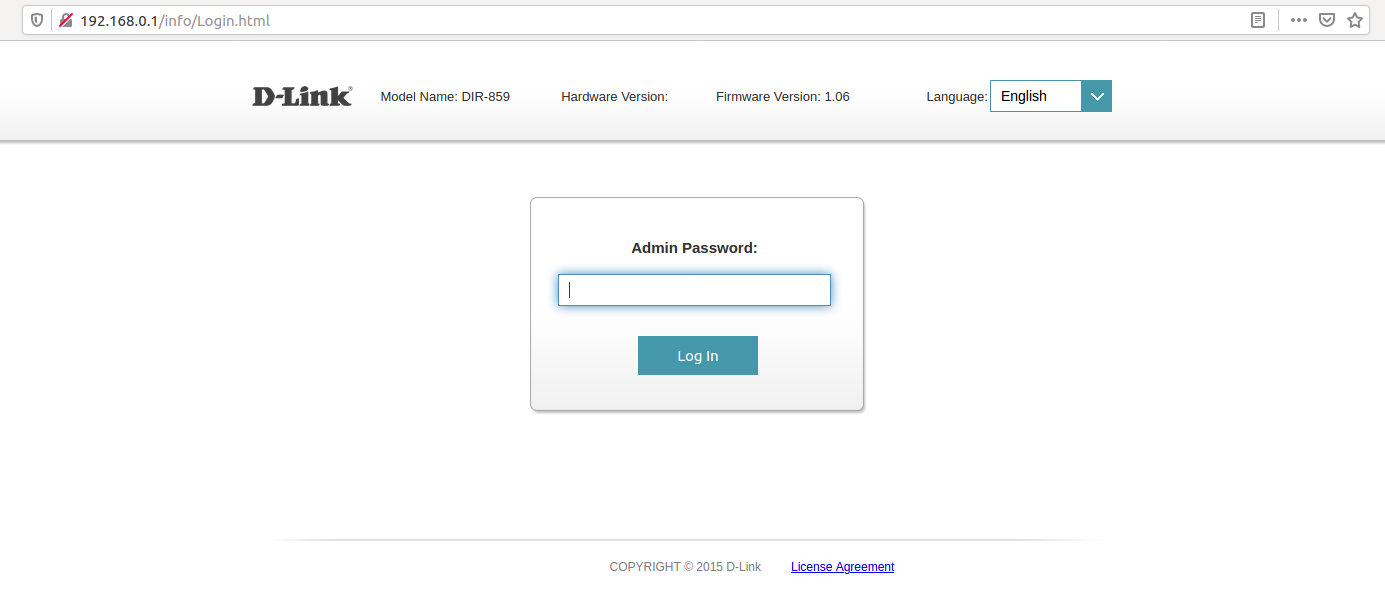 192.168.0.1/info/Login.html
D-Link® Model Name: DIR-859 Hardware Version: Firmware Version: 1.06 Language: English
Admin Password:
Log In
COPYRIGHT © 2015 D-Link License Agreement